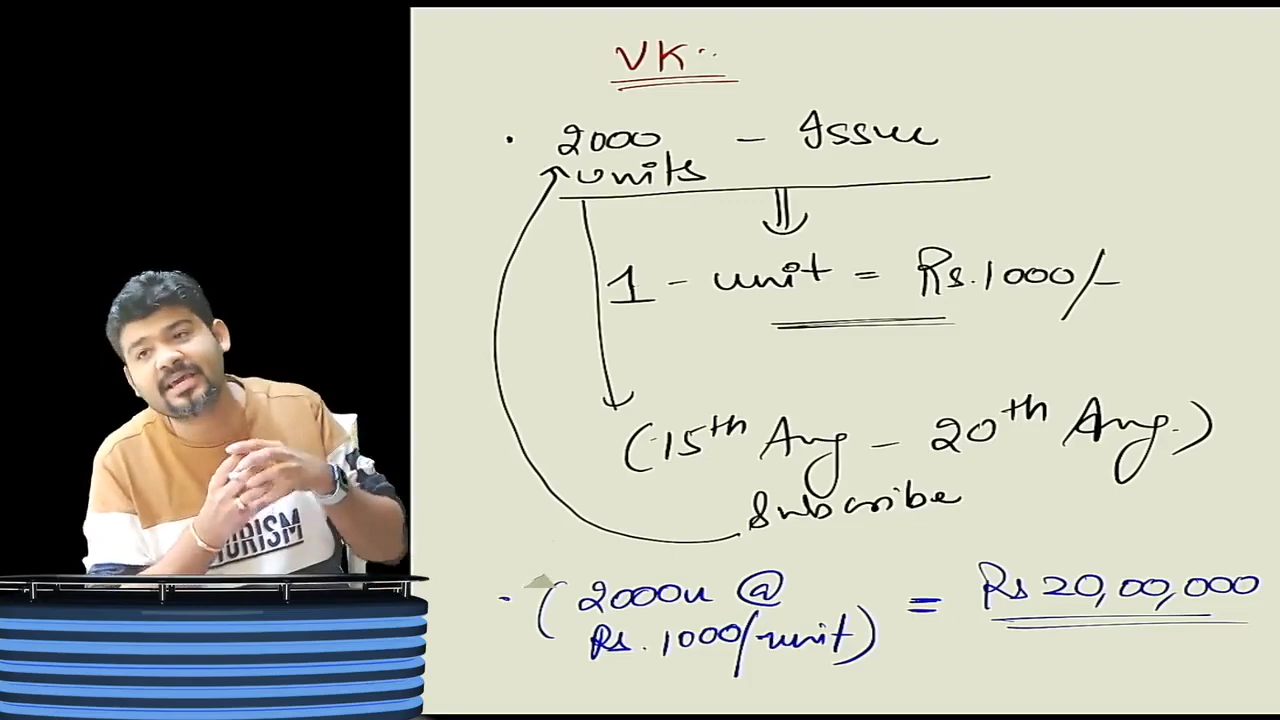 VK..
. 2000 - Issue
units
1 - unit = Rs.1000/-
(15th Aug - 20th Aug.)
Subscribe
. (2000u @ = Rs 20,00,000
Rs. 1000/unit)
URISM